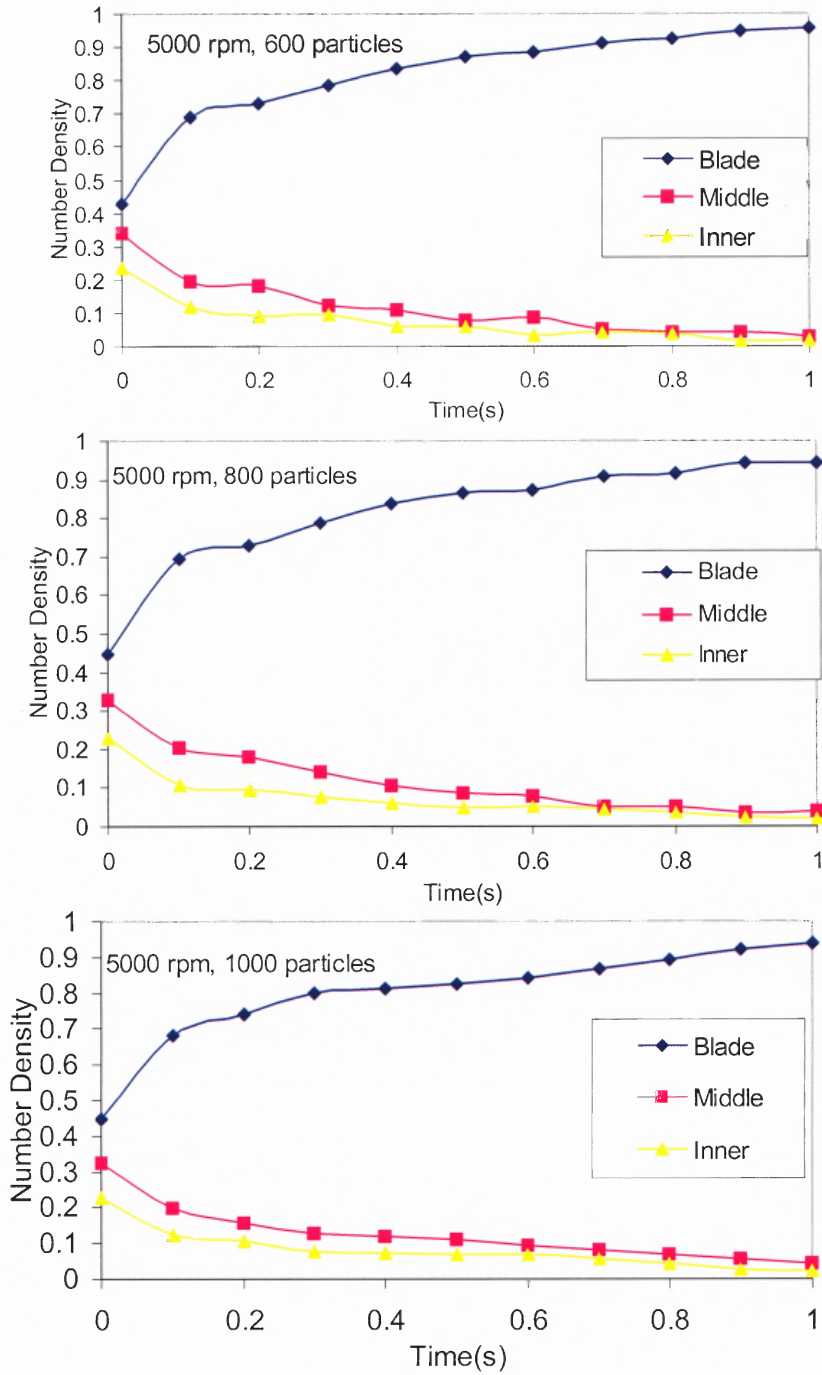 5000 rpm, 600 particles
Number Density
1
0.9
0.8
0.7
0.6
0.5
0.4
0.3
0.2
0.1
0
Blade
Middle
Inner
0 0.2 0.4 0.6 0.8 1
Time(s)
5000 rpm, 800 particles
Number Density
1
0.9
0.8
0.7
0.6
0.5
0.4
0.3
0.2
0.1
0
Blade
Middle
Inner
0 0.2 0.4 0.6 0.8 1
Time(s)
5000 rpm, 1000 particles
Number Density
1
0.9
0.8
0.7
0.6
0.5
0.4
0.3
0.2
0.1
0
Blade
Middle
Inner
0 0.2 0.4 0.6 0.8 1
Time(s)